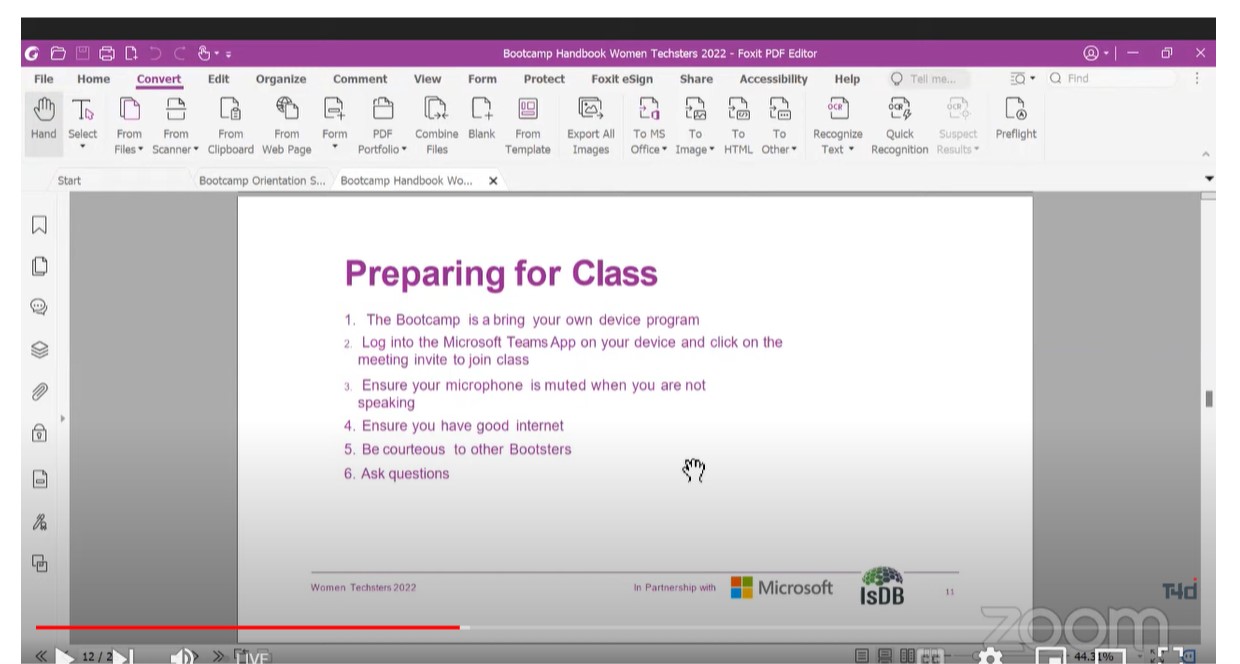 Bootcamp Handbook Women Techsters 2022 - Foxit PDF Editor
File Home Convert Edit Organize Comment View Form Protect Foxit eSign Share Accessibility Help Tell me... Find
Hand Select From Files From Scanner From Clipboard From Web Page Form PDF Portfolio Combine Files Blank From Template Export All Images To MS Office To Image To HTML To Other Recognize Text Quick Recognition Suspect Results Preflight
Start Bootcamp Orientation S... Bootcamp Handbook Wo...
Preparing for Class
1. The Bootcamp is a bring your own device program
2. Log into the Microsoft Teams App on your device and click on the
meeting invite to join class
3. Ensure your microphone is muted when you are not
speaking
4. Ensure you have good internet
5. Be courteous to other Bootsters
6. Ask questions
Women Techsters 2022 In Partnership with Microsoft IsDB 11
T4d
zoom
12 / 2 LIVE